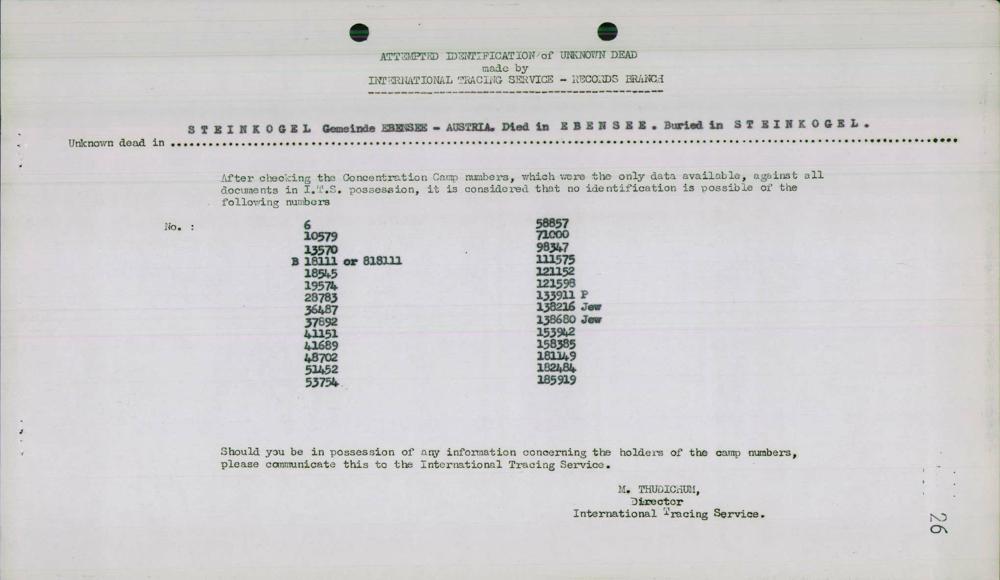 ATTEMPTED IDENTIFICATION of UNKNOWN DEAD
made by
INTERNATIONAL TRACING SERVICE - RECORDS BRANCH
STEINKOGEL Gemeinde EBENSEE - AUSTRIA. Died in EBENSEE. Buried in STEINKOGEL.
Unknown dead in
After checking the Concentration Camp numbers, which were the only data available, against all
documents in I.T.S. possession, it is considered that no identification is possible of the
following numbers
No. :
6
10579
13570
B 18111 or 818111
18545
19574
28783
36487
37892
41151
41689
48702
51452
53754
58857
71000
98347
111575
121152
121598
133911 P
138216 Jew
138680 Jew
153942
158385
181149
182484
185919
Should you be in possession of any information concerning the holders of the camp numbers,
please communicate this to the International Tracing Service.
M. THUDICHUM,
Director
International Tracing Service.
26